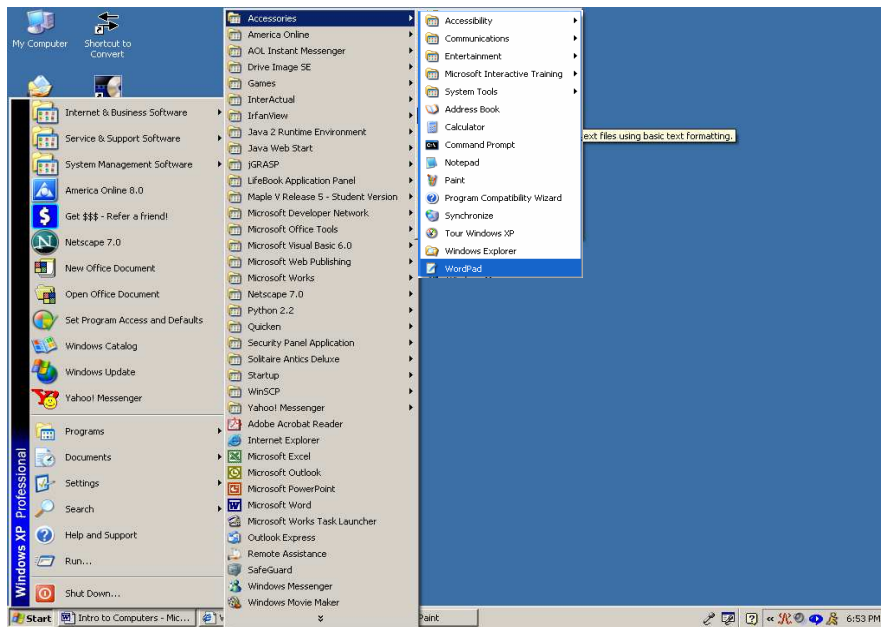 My Computer
Shortcut to
Convert
Internet & Business Software
Service & Support Software
System Management Software
America Online 8.0
Get $$$ - Refer a friend!
Netscape 7.0
New Office Document
Open Office Document
Set Program Access and Defaults
Windows Catalog
Windows Update
Yahoo! Messenger
Programs
Documents
Settings
Search
Help and Support
Run...
Shut Down...
Windows XP Professional
Accessories
America Online
AOL Instant Messenger
Drive Image SE
Games
InterActual
IrfanView
Java 2 Runtime Environment
Java Web Start
jGRASP
LifeBook Application Panel
Maple V Release 5 - Student Version
Microsoft Developer Network
Microsoft Office Tools
Microsoft Visual Basic 6.0
Microsoft Web Publishing
Microsoft Works
Netscape 7.0
Python 2.2
Quicken
Security Panel Application
Solitaire Antics Deluxe
Startup
WinSCP
Yahoo! Messenger
Adobe Acrobat Reader
Internet Explorer
Microsoft Excel
Microsoft Outlook
Microsoft PowerPoint
Microsoft Word
Microsoft Works Task Launcher
Outlook Express
Remote Assistance
SafeGuard
Windows Messenger
Windows Movie Maker
Accessibility
Communications
Entertainment
Microsoft Interactive Training
System Tools
Address Book
Calculator
Command Prompt
Notepad
Paint
Program Compatibility Wizard
Synchronize
Tour Windows XP
Windows Explorer
WordPad
ext files using basic text formatting.
Start Intro to Computers - Mic... Paint 6:53 PM